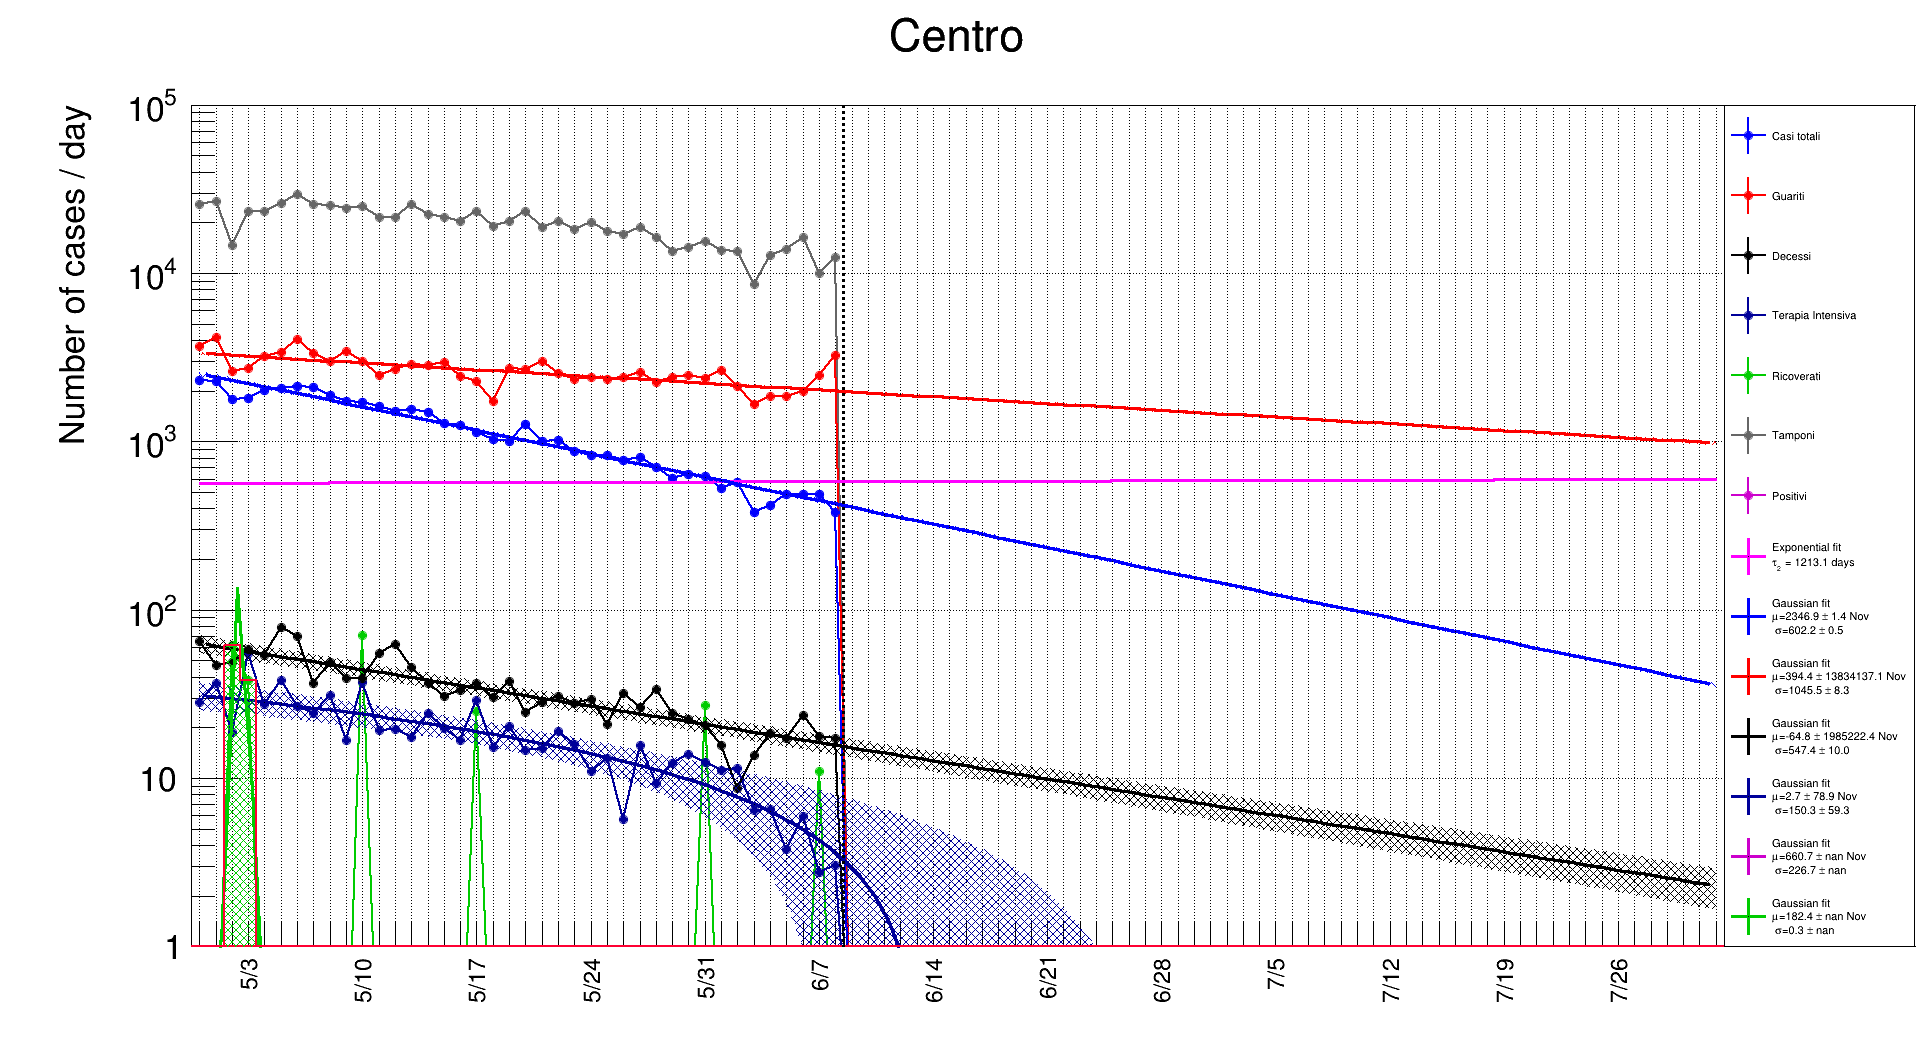 Centro
Number of cases / day
10^5
10^4
10^3
10^2
10
1
5/3
5/10
5/17
5/24
5/31
6/7
6/14
6/21
6/28
7/5
7/12
7/19
7/26
Casi totali
Guariti
Decessi
Terapia Intensiva
Ricoverati
Tamponi
Positivi
Exponential fit
τ_2 = 1213.1 days
Gaussian fit
μ=2346.9 ± 1.4 Nov
σ=602.2 ± 0.5
Gaussian fit
μ=394.4 ± 13834137.1 Nov
σ=1045.5 ± 8.3
Gaussian fit
μ=-64.8 ± 1985222.4 Nov
σ=547.4 ± 10.0
Gaussian fit
μ=2.7 ± 78.9 Nov
σ=150.3 ± 59.3
Gaussian fit
μ=660.7 ± nan Nov
σ=226.7 ± nan
Gaussian fit
μ=182.4 ± nan Nov
σ=0.3 ± nan